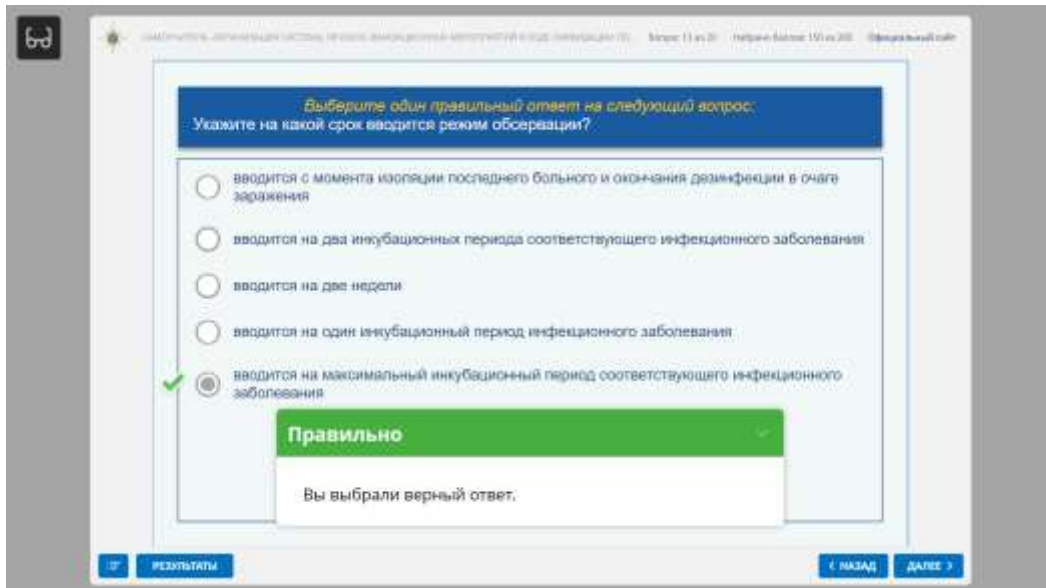 Официальный сайт
Выберите один правильный ответ на следующий вопрос:
Укажите на какой срок вводится режим обсервации?
вводится с момента изоляции последнего больного и окончания дезинфекции в очаге
заражения
вводится на два инкубационных периода соответствующего инфекционного заболевания
вводится на две недели
вводится на один инкубационный период инфекционного заболевания
вводится на максимальный инкубационный период соответствующего инфекционного
заболевания
Правильно
Вы выбрали верный ответ.
РЕЗУЛЬТАТЫ
НАЗАД
ДАЛЕЕ